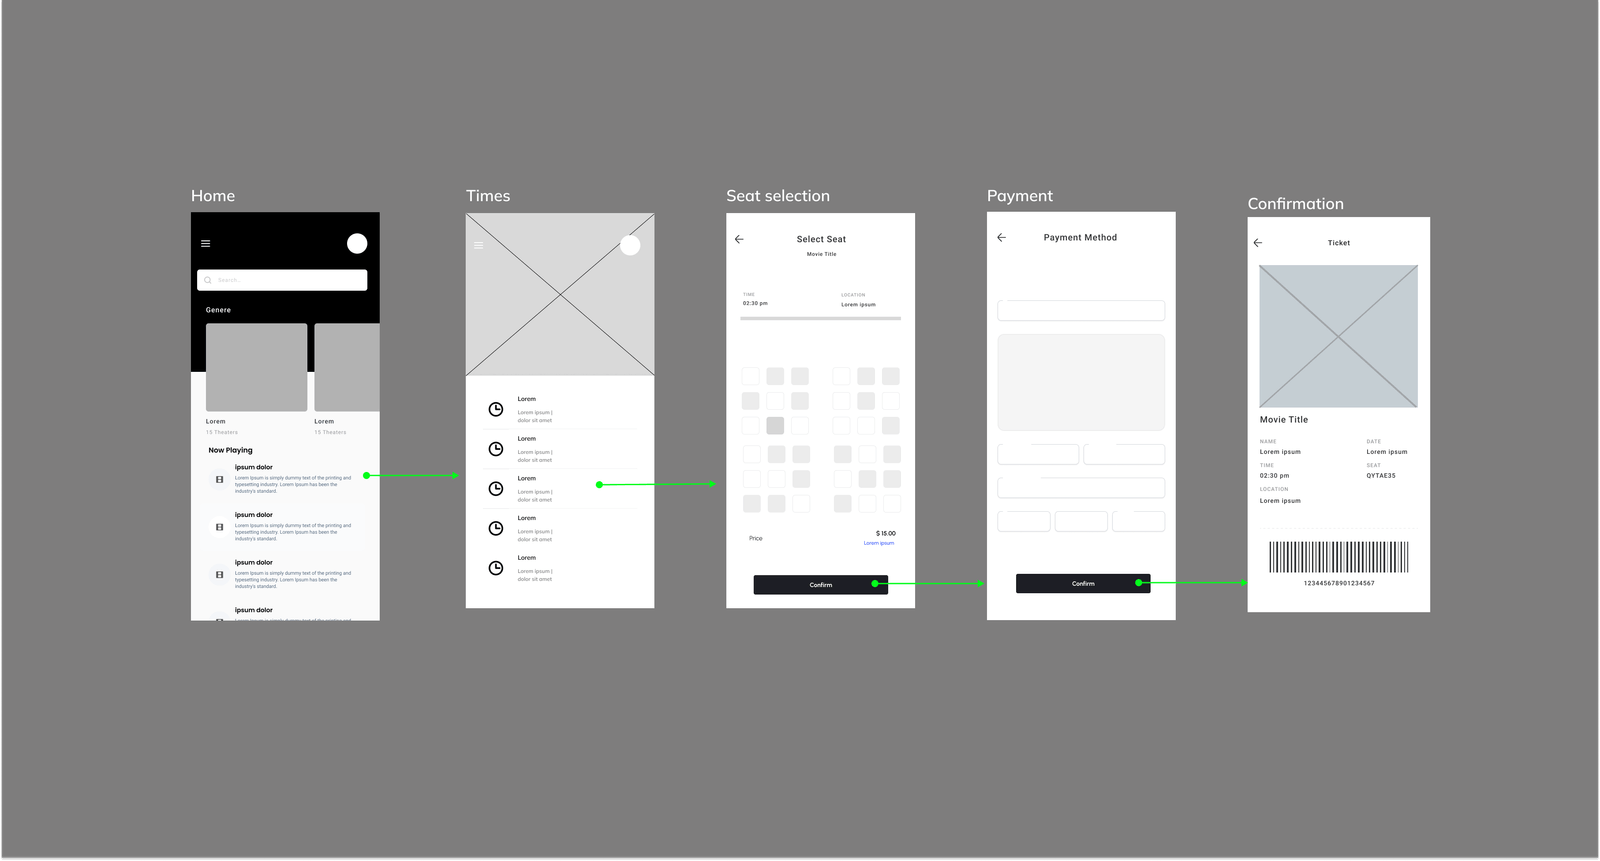 Home
Search...
Genere
Lorem
15 Theaters
Lorem
15 Theaters
Now Playing
ipsum dolor
Lorem Ipsum is simply dummy text of the printing and
typesetting industry. Lorem Ipsum has been the
industry's standard.
ipsum dolor
Lorem Ipsum is simply dummy text of the printing and
typesetting industry. Lorem Ipsum has been the
industry's standard.
ipsum dolor
Lorem Ipsum is simply dummy text of the printing and
typesetting industry. Lorem Ipsum has been the
industry's standard.
ipsum dolor
Times
Lorem
Lorem ipsum |
dolor sit amet
Lorem
Lorem ipsum |
dolor sit amet
Lorem
Lorem ipsum |
dolor sit amet
Lorem
Lorem ipsum |
dolor sit amet
Lorem
Lorem ipsum |
dolor sit amet
Seat selection
Select Seat
Movie Title
TIME
02:30 pm
LOCATION
Lorem ipsum
Price
$ 15.00
Lorem ipsum
Confirm
Payment
Payment Method
Confirm
Confirmation
Ticket
Movie Title
NAME
Lorem ipsum
DATE
Lorem ipsum
TIME
02:30 pm
SEAT
QYTAE35
LOCATION
Lorem ipsum
123445678901234567